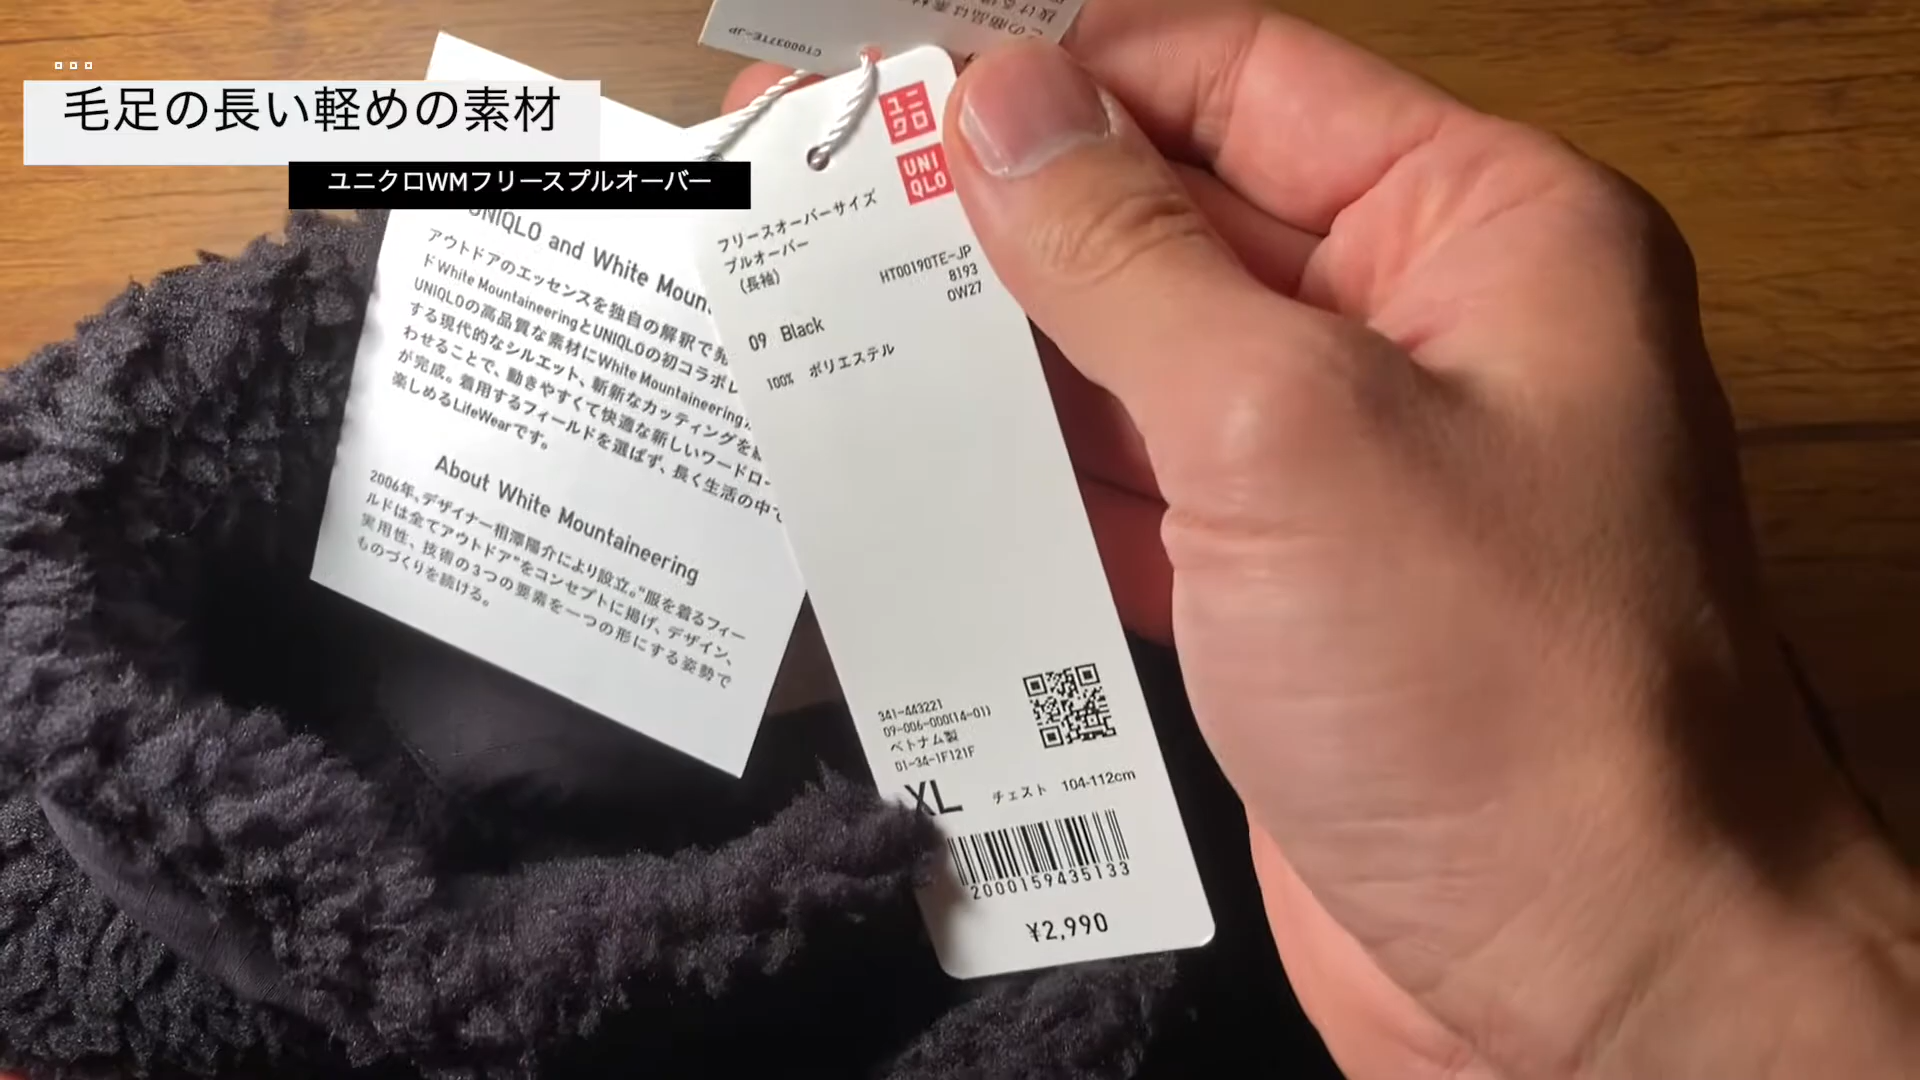 毛足の長い軽めの素材
ユニクロWMフリースプルオーバー
CT00037TE-JP
この商品は素材
UNIQLO and White Moun
アウトドアのエッセンスを独自の解釈で
ド White MountaineeringとUNIQLOの初コラボレ
UNIQLOの高品質な素材にWhite Mountaineering
する現代的なシルエット、斬新なカッティングを
わせることで、動きやすくて快適な新しいワードロー
が完成。着用するフィールドを選ばず、長く生活の中で
楽しめるLifeWearです。
About White Mountaineering
2006年、デザイナー相澤陽介により設立。"服を着るフィー
ルドは全てアウトドア"をコンセプトに掲げ、デザイン、
実用性、技術の3つの要素を一つの形にする姿勢で
ものづくりを続ける。
ユニクロ
UNIQLO
フリースオーバーサイズ
プルオーバー
(長袖)
HT00190TE-JP
8193
0W27
09 Black
100% ポリエステル
341-443221
09-006-000(14-01)
ベトナム製
01-34-1F121F
XL チェスト 104-112cm
2000159435133
¥2,990